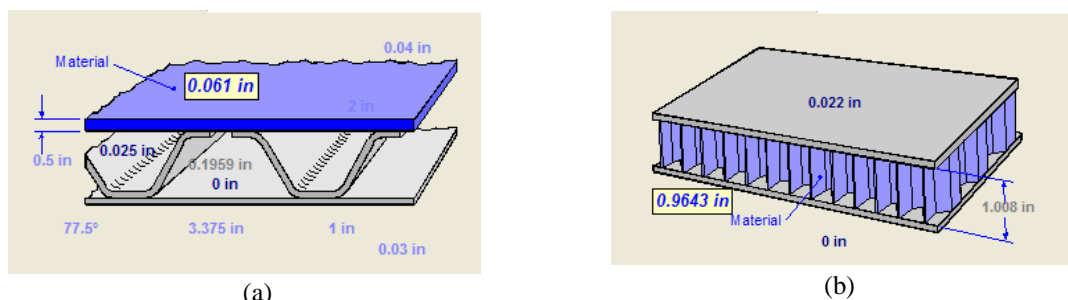 0.04 in
Material
0.061 in
2 in
0.5 in
0.025 in
0.1959 in
0 in
77.5°
3.375 in
1 in
0.03 in
(a)
0.022 in
0.9643 in
Material
1.008 in
0 in
(b)